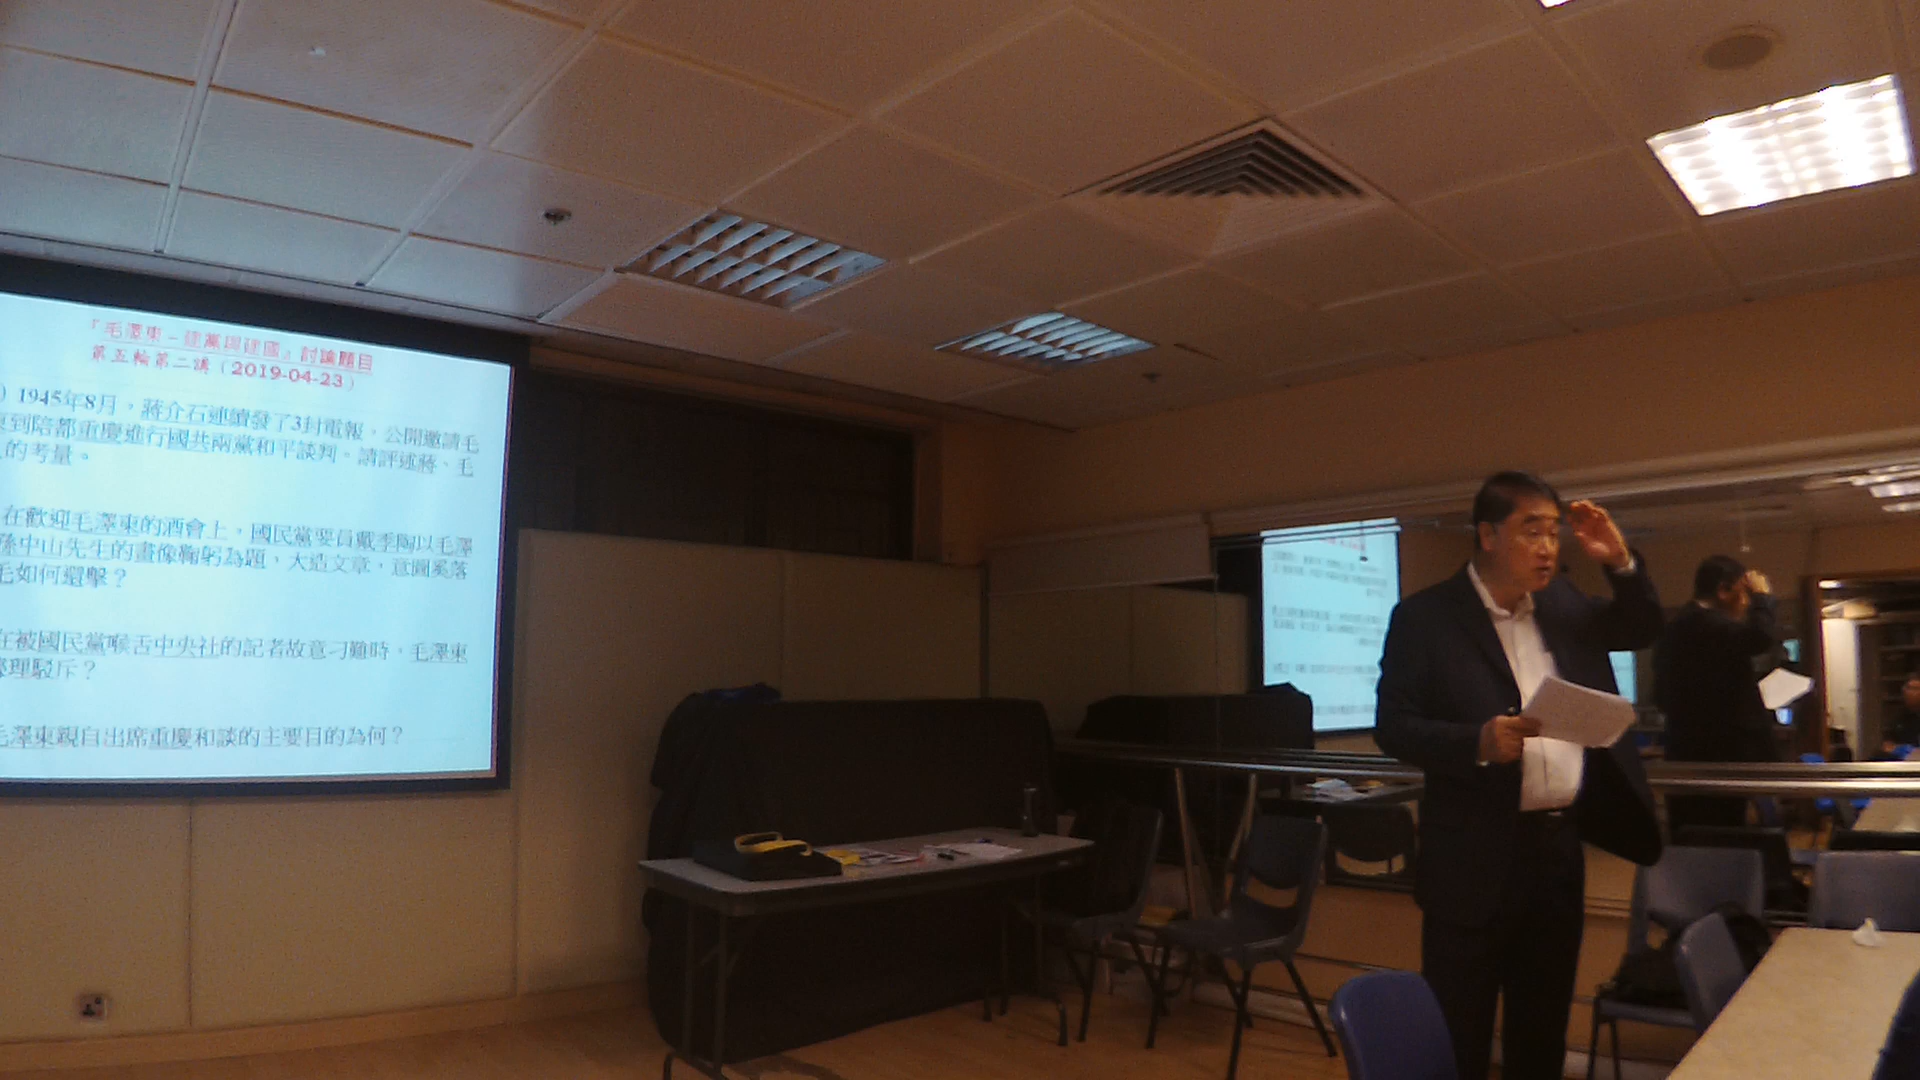 『毛澤東－建黨與建國』討論題目
第五輪第二講（2019-04-23）
）1945年8月，蔣介石連續發了3封電報，公開邀請毛
到陪都重慶進行國共兩黨和平談判。請評述蔣、毛
的考量。
在歡迎毛澤東的酒會上，國民黨要員戴季陶以毛澤
孫中山先生的畫像鞠躬為題，大造文章，意圖奚落
毛如何還擊？
在被國民黨喉舌中央社的記者故意刁難時，毛澤東
理駁斥？
毛澤東親自出席重慶和談的主要目的為何？